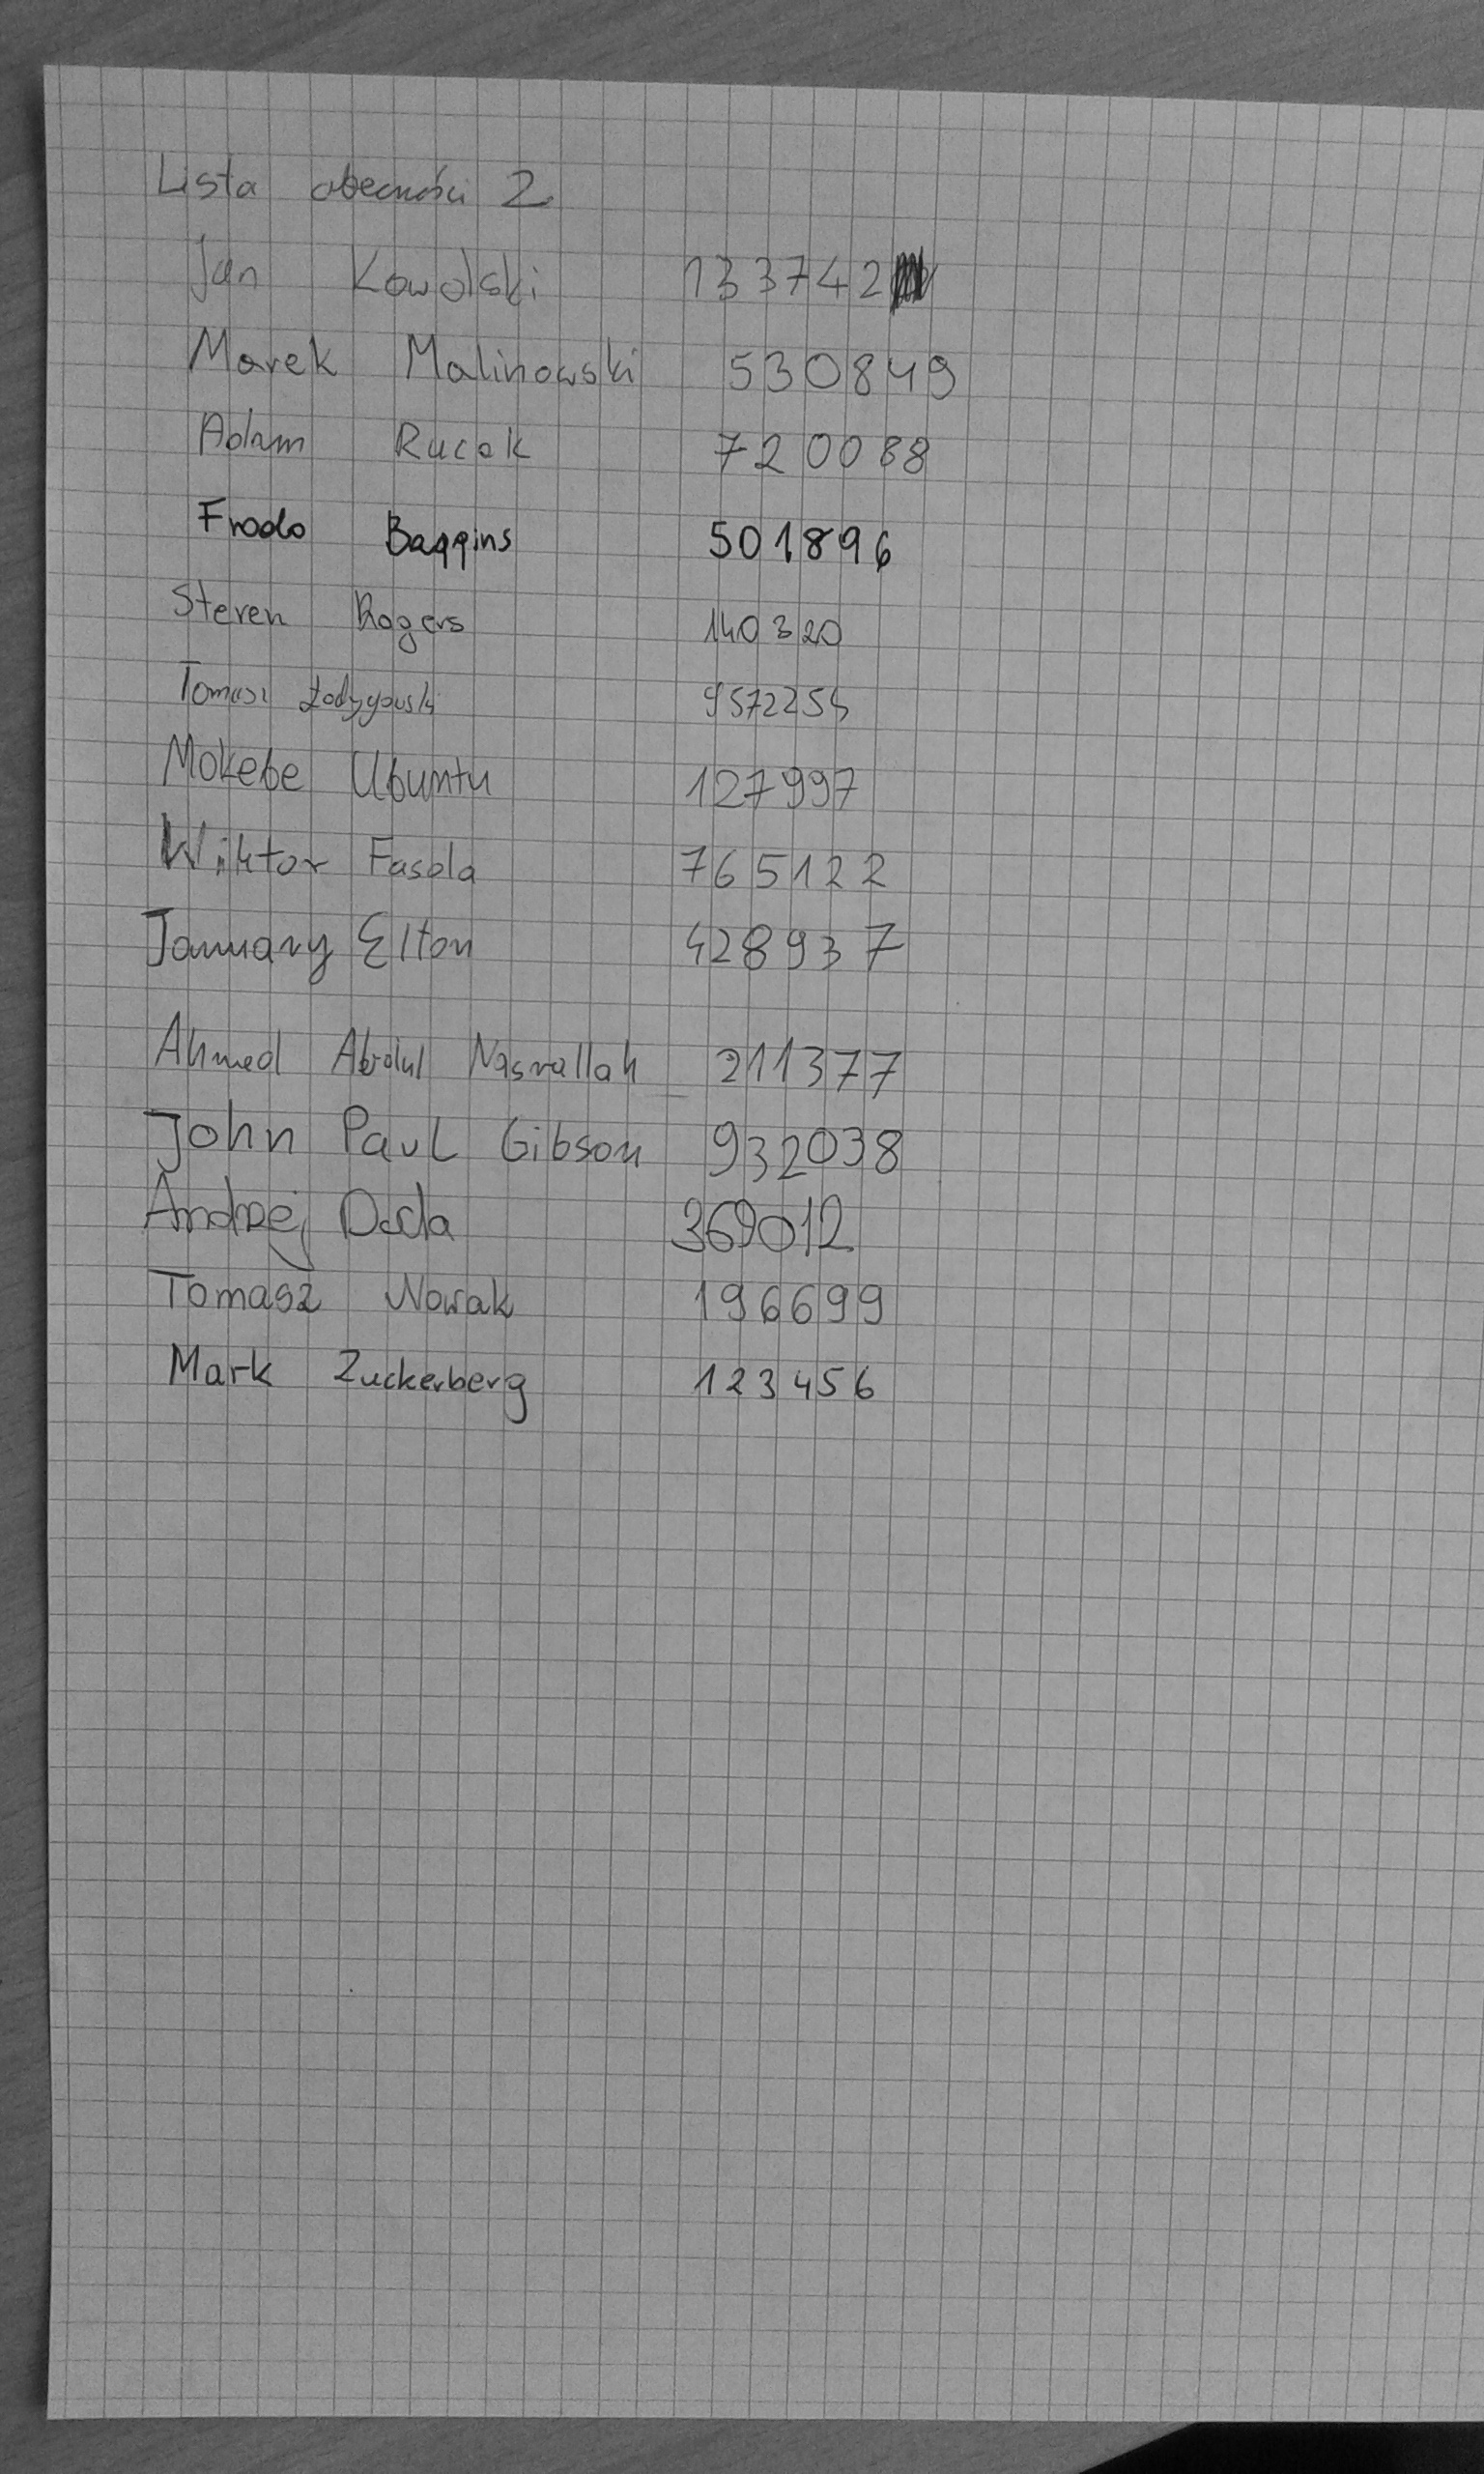 Lista obecności 2
Jan Kowalski 133742
Marek Malinowski 530849
Adam Rucak 720088
Frodo Baggins 501896
Steven Rogers 140320
Tomasz Łodygowski 9572255
Mokebe Ubuntu 127997
Wiktor Fasola 765122
January Elton 428937
Ahmed Abdul Nasrallah 211377
John Paul Gibson 932038
Andrzej Duda 369012
Tomasz Nowak 196699
Mark Zuckerberg 123456